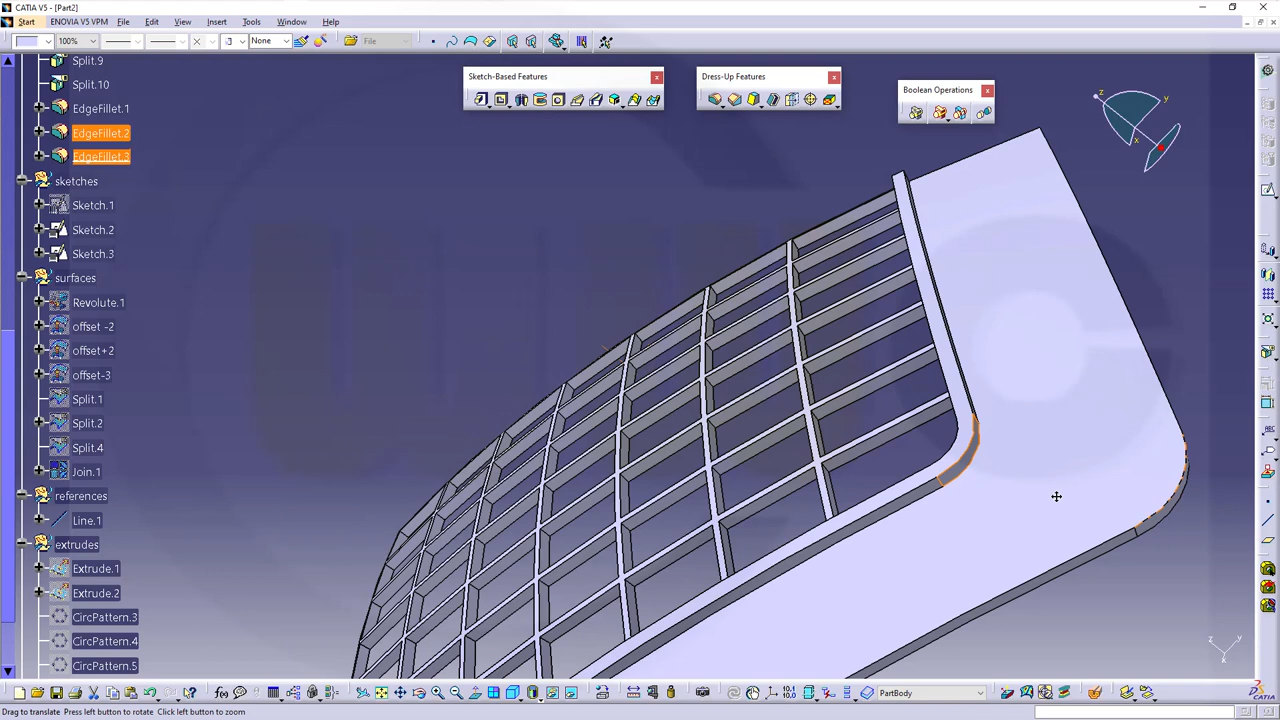 CATIA V5 - [Part2]
Start ENOVIA V5 VPM File Edit View Insert Tools Window Help
100% None File
Split.9
Split.10
EdgeFillet.1
EdgeFillet.2
EdgeFillet.3
sketches
Sketch.1
Sketch.2
Sketch.3
surfaces
Revolute.1
offset -2
offset+2
offset-3
Split.1
Split.2
Split.4
Join.1
references
Line.1
extrudes
Extrude.1
Extrude.2
CircPattern.3
CircPattern.4
CircPattern.5
Sketch-Based Features
Dress-Up Features
Boolean Operations
z
y
x
z
y
x
PartBody
CATIA
Drag to translate Press left button to rotate Click left button to zoom